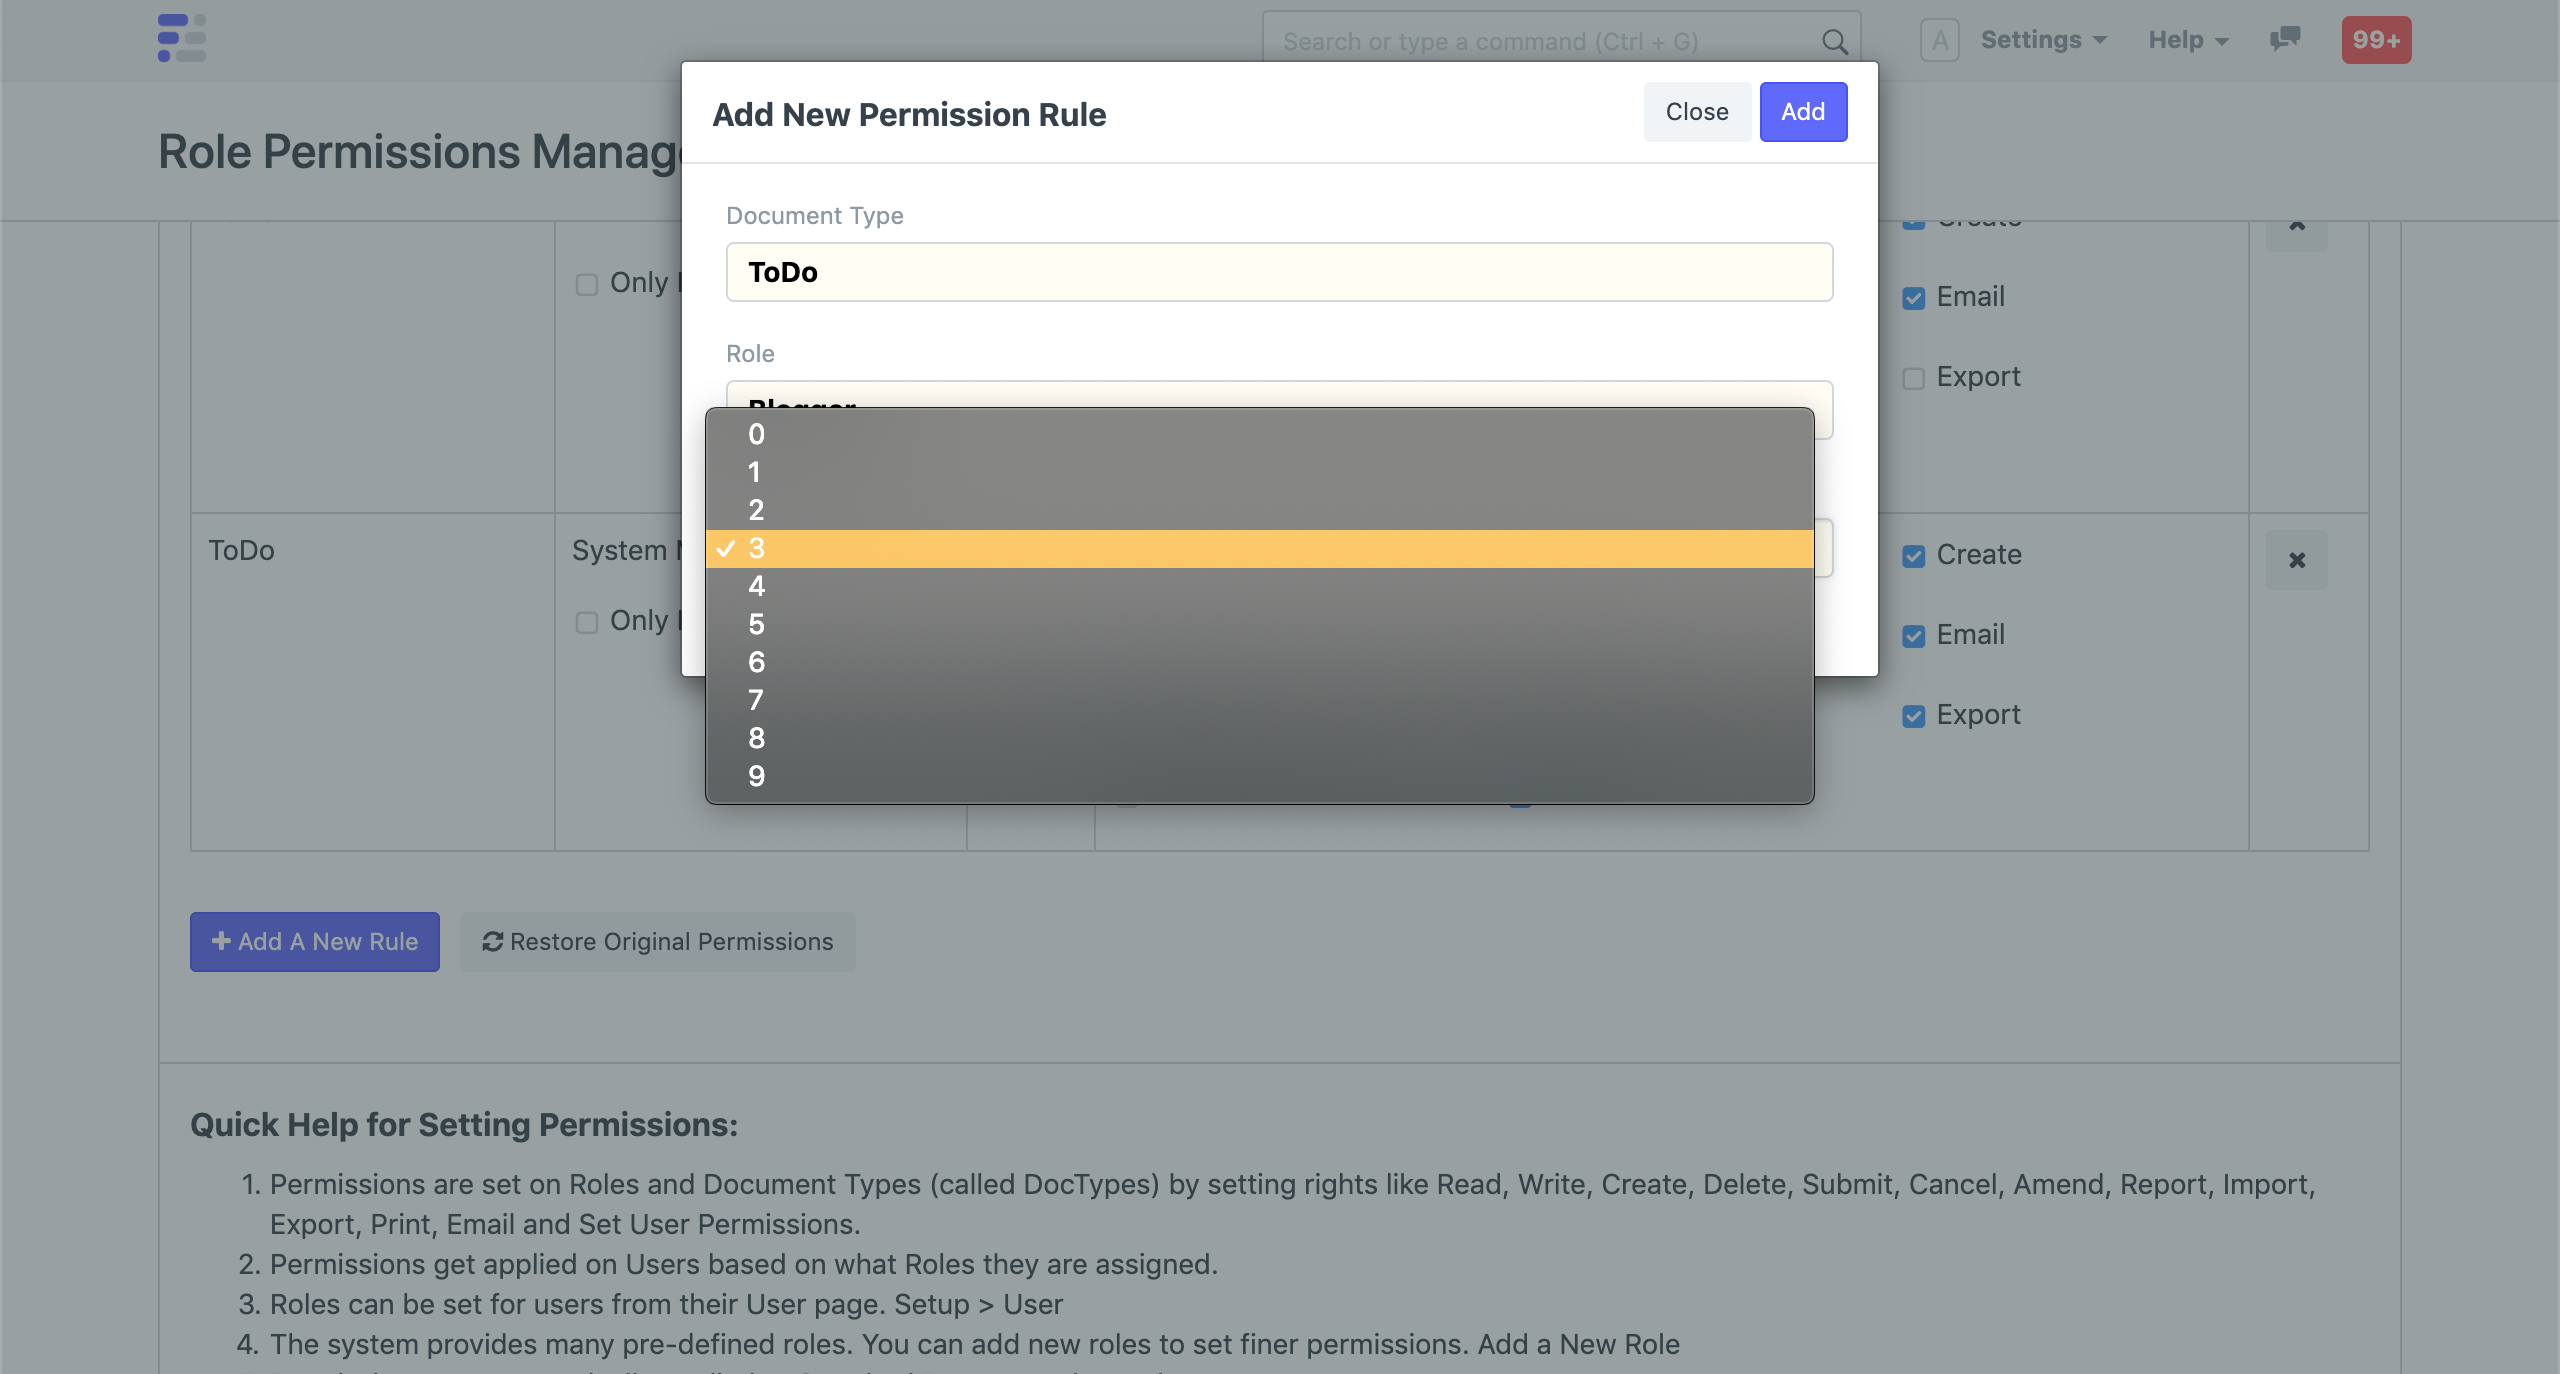 Search or type a command (Ctrl + G)
A
Settings
Help
99+
Add New Permission Rule
Close
Add
Role Permissions Manag
Document Type
ToDo
Create
Only
Email
Role
Export
Blogger
0
1
2
3
4
5
6
7
8
9
ToDo
System
Create
Only
Email
Export
Add A New Rule
Restore Original Permissions
Quick Help for Setting Permissions:
1. Permissions are set on Roles and Document Types (called DocTypes) by setting rights like Read, Write, Create, Delete, Submit, Cancel, Amend, Report, Import,
Export, Print, Email and Set User Permissions.
2. Permissions get applied on Users based on what Roles they are assigned.
3. Roles can be set for users from their User page. Setup > User
4. The system provides many pre-defined roles. You can add new roles to set finer permissions. Add a New Role